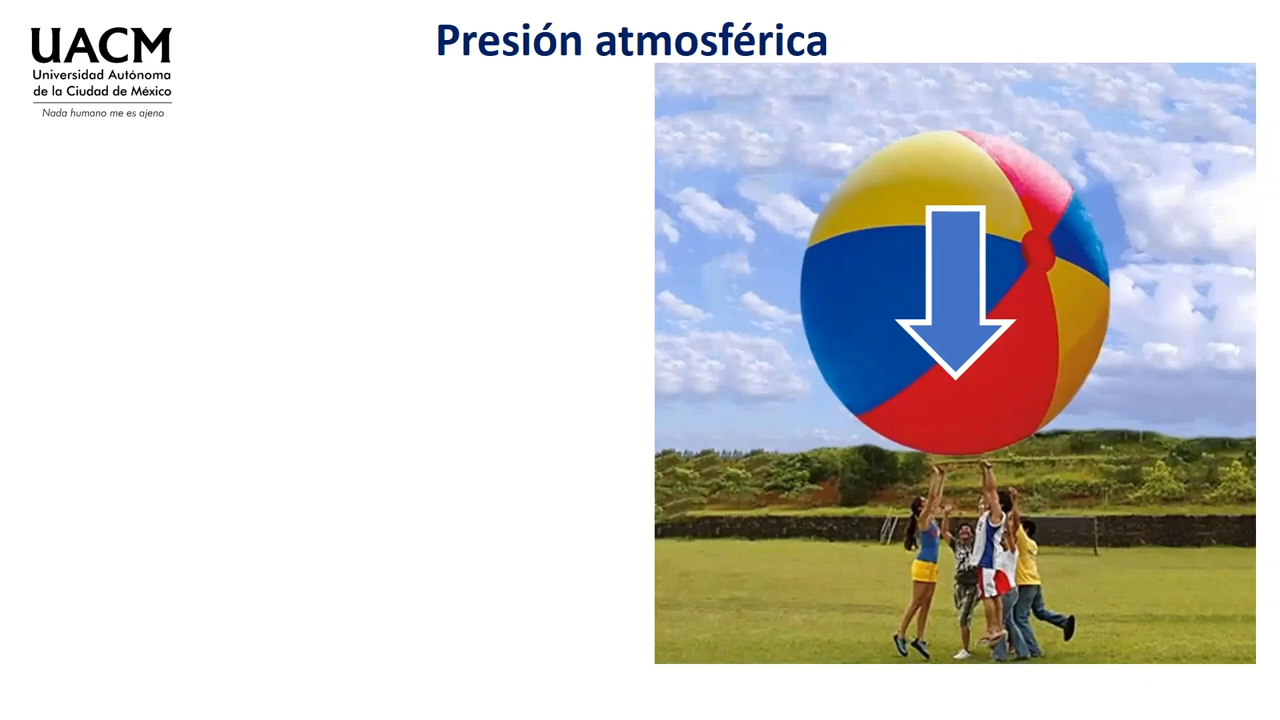 UACM
Universidad Autónoma
de la Ciudad de México
Nada humano me es ajeno
Presión atmosférica